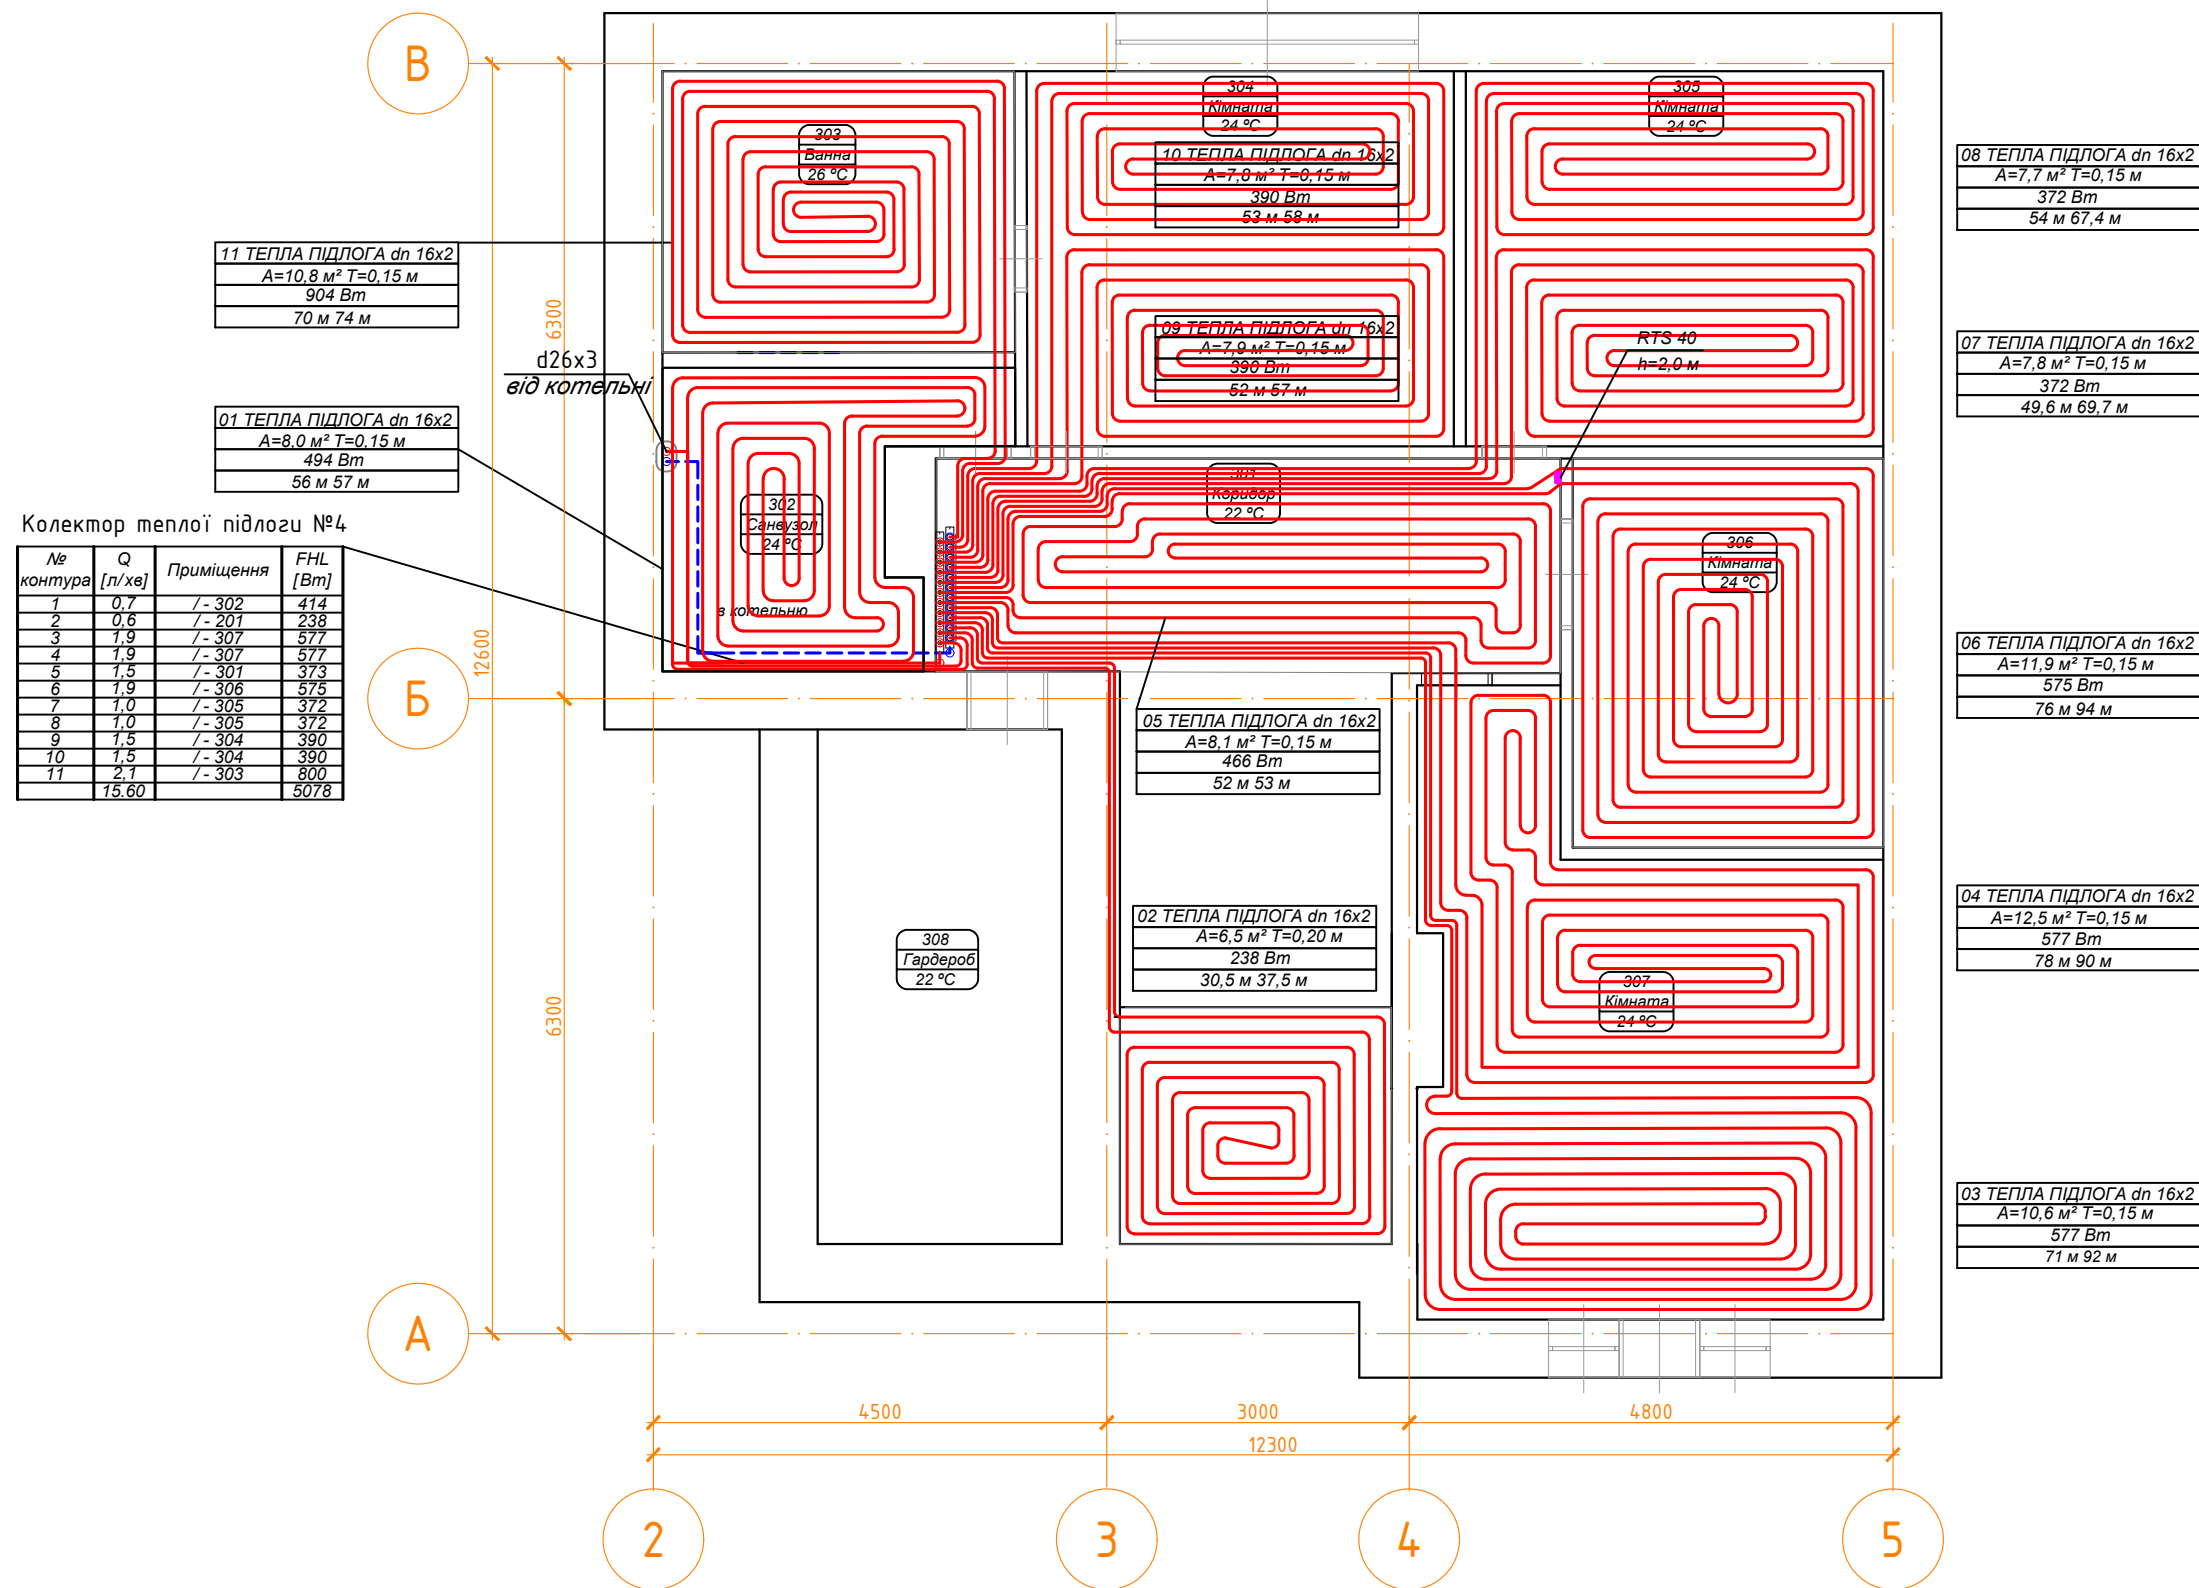 В
304
Кімната
24 ºC
305
Кімната
24 ºC
303
Ванна
26 ºC
10 ТЕПЛА ПІДЛОГА dn 16x2
A=7,8 м² T=0,15 м
390 Вт
53 м 58 м
08 ТЕПЛА ПІДЛОГА dn 16x2
A=7,7 м² T=0,15 м
372 Вт
54 м 67,4 м
11 ТЕПЛА ПІДЛОГА dn 16x2
A=10,8 м² T=0,15 м
904 Вт
70 м 74 м
6300
09 ТЕПЛА ПІДЛОГА dn 16x2
A=7,9 м² T=0,15 м
390 Вт
52 м 57 м
RTS 40
h=2,0 м
07 ТЕПЛА ПІДЛОГА dn 16x2
A=7,8 м² T=0,15 м
372 Вт
49,6 м 69,7 м
d26x3
від котельні
01 ТЕПЛА ПІДЛОГА dn 16x2
A=8,0 м² T=0,15 м
494 Вт
56 м 57 м
301
Коридор
22 ºC
302
Санвузол
24 ºC
в котельню
306
Кімната
24 ºC
Колектор теплої підлоги №4
№ контура Q [л/хв] Приміщення FHL [Вт]
1 0,7 / - 302 414
2 0,6 / - 201 238
3 1,9 / - 307 577
4 1,9 / - 307 577
5 1,5 / - 301 373
6 1,9 / - 306 575
7 1,0 / - 305 372
8 1,0 / - 305 372
9 1,5 / - 304 390
10 1,5 / - 304 390
11 2,1 / - 303 800
15.60 5078
12600
Б
06 ТЕПЛА ПІДЛОГА dn 16x2
A=11,9 м² T=0,15 м
575 Вт
76 м 94 м
05 ТЕПЛА ПІДЛОГА dn 16x2
A=8,1 м² T=0,15 м
466 Вт
52 м 53 м
02 ТЕПЛА ПІДЛОГА dn 16x2
A=6,5 м² T=0,20 м
238 Вт
30,5 м 37,5 м
308
Гардероб
22 ºC
04 ТЕПЛА ПІДЛОГА dn 16x2
A=12,5 м² T=0,15 м
577 Вт
78 м 90 м
307
Кімната
24 ºC
6300
03 ТЕПЛА ПІДЛОГА dn 16x2
A=10,6 м² T=0,15 м
577 Вт
71 м 92 м
А
4500
3000
4800
12300
2
3
4
5